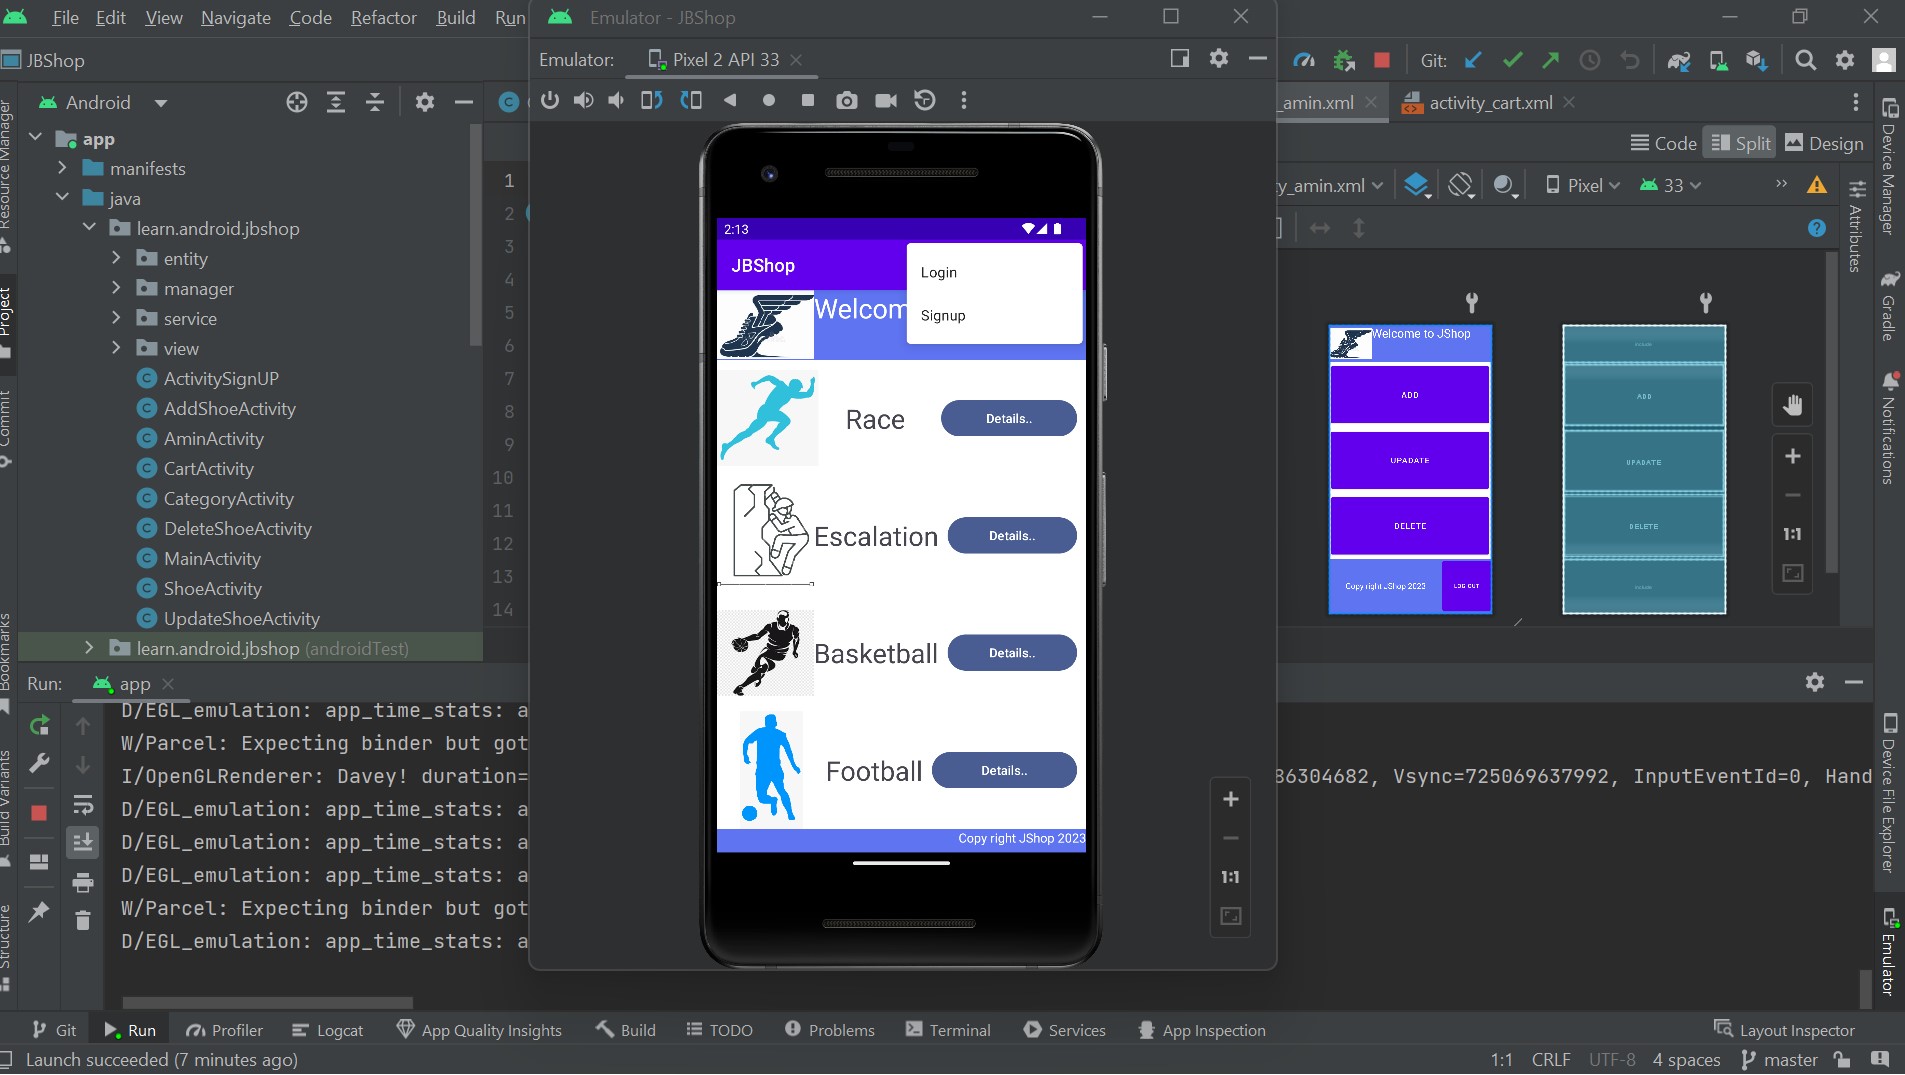 File Edit View Navigate Code Refactor Build Run
Emulator - JBShop
JBShop
Emulator: Pixel 2 API 33
Git:
Android
_amin.xml activity_cart.xml
Code Split Design
y_amin.xml Pixel 33
app
manifests
java
learn.android.jbshop
entity
manager
service
view
ActivitySignUP
AddShoeActivity
AminActivity
CartActivity
CategoryActivity
DeleteShoeActivity
MainActivity
ShoeActivity
UpdateShoeActivity
learn.android.jbshop (androidTest)
1
2
3
4
5
6
7
8
9
10
11
12
13
14
2:13
JBShop
Login
Signup
Welcom
Race Details..
Escalation Details..
Basketball Details..
Football Details..
Copy right JShop 2023
1:1
Welcome to JShop
ADD
UPADATE
DELETE
Copy right JShop 2023 LOG OUT
ADD
UPADATE
DELETE
1:1
Run: app
D/EGL_emulation: app_time_stats: a
W/Parcel: Expecting binder but got
I/OpenGLRenderer: Davey! duration=
86304682, Vsync=725069637992, InputEventId=0, Hand
D/EGL_emulation: app_time_stats: a
D/EGL_emulation: app_time_stats: a
D/EGL_emulation: app_time_stats: a
W/Parcel: Expecting binder but got
D/EGL_emulation: app_time_stats: a
Resource Manager
Project
Commit
Bookmarks
Build Variants
Structure
Device Manager
Attributes
Gradle
Notifications
Device File Explorer
Emulator
Git Run Profiler Logcat App Quality Insights Build TODO Problems Terminal Services App Inspection Layout Inspector
Launch succeeded (7 minutes ago)
1:1 CRLF UTF-8 4 spaces master